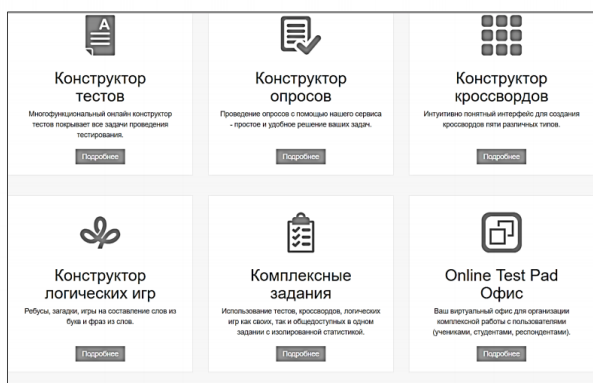 A
Конструктор
тестов
Многофункциональный онлайн конструктор
тестов покрывает все задачи проведения
тестирования.
Подробнее
Конструктор
опросов
Проведение опросов с помощью нашего сервиса
- простое и удобное решение ваших задач.
Подробнее
Конструктор
кроссвордов
Интуитивно понятный интерфейс для создания
кроссвордов пяти различных типов.
Подробнее
Конструктор
логических игр
Ребусы, загадки, игры на составление слов из
букв и фраз из слов.
Подробнее
Комплексные
задания
Использование тестов, кроссвордов, логических
игр как своих, так и общедоступных в одном
задании с изолированной статистикой.
Подробнее
Online Test Pad
Офис
Ваш виртуальный офис для организации
комплексной работы с пользователями
(учениками, студентами, респондентами).
Подробнее